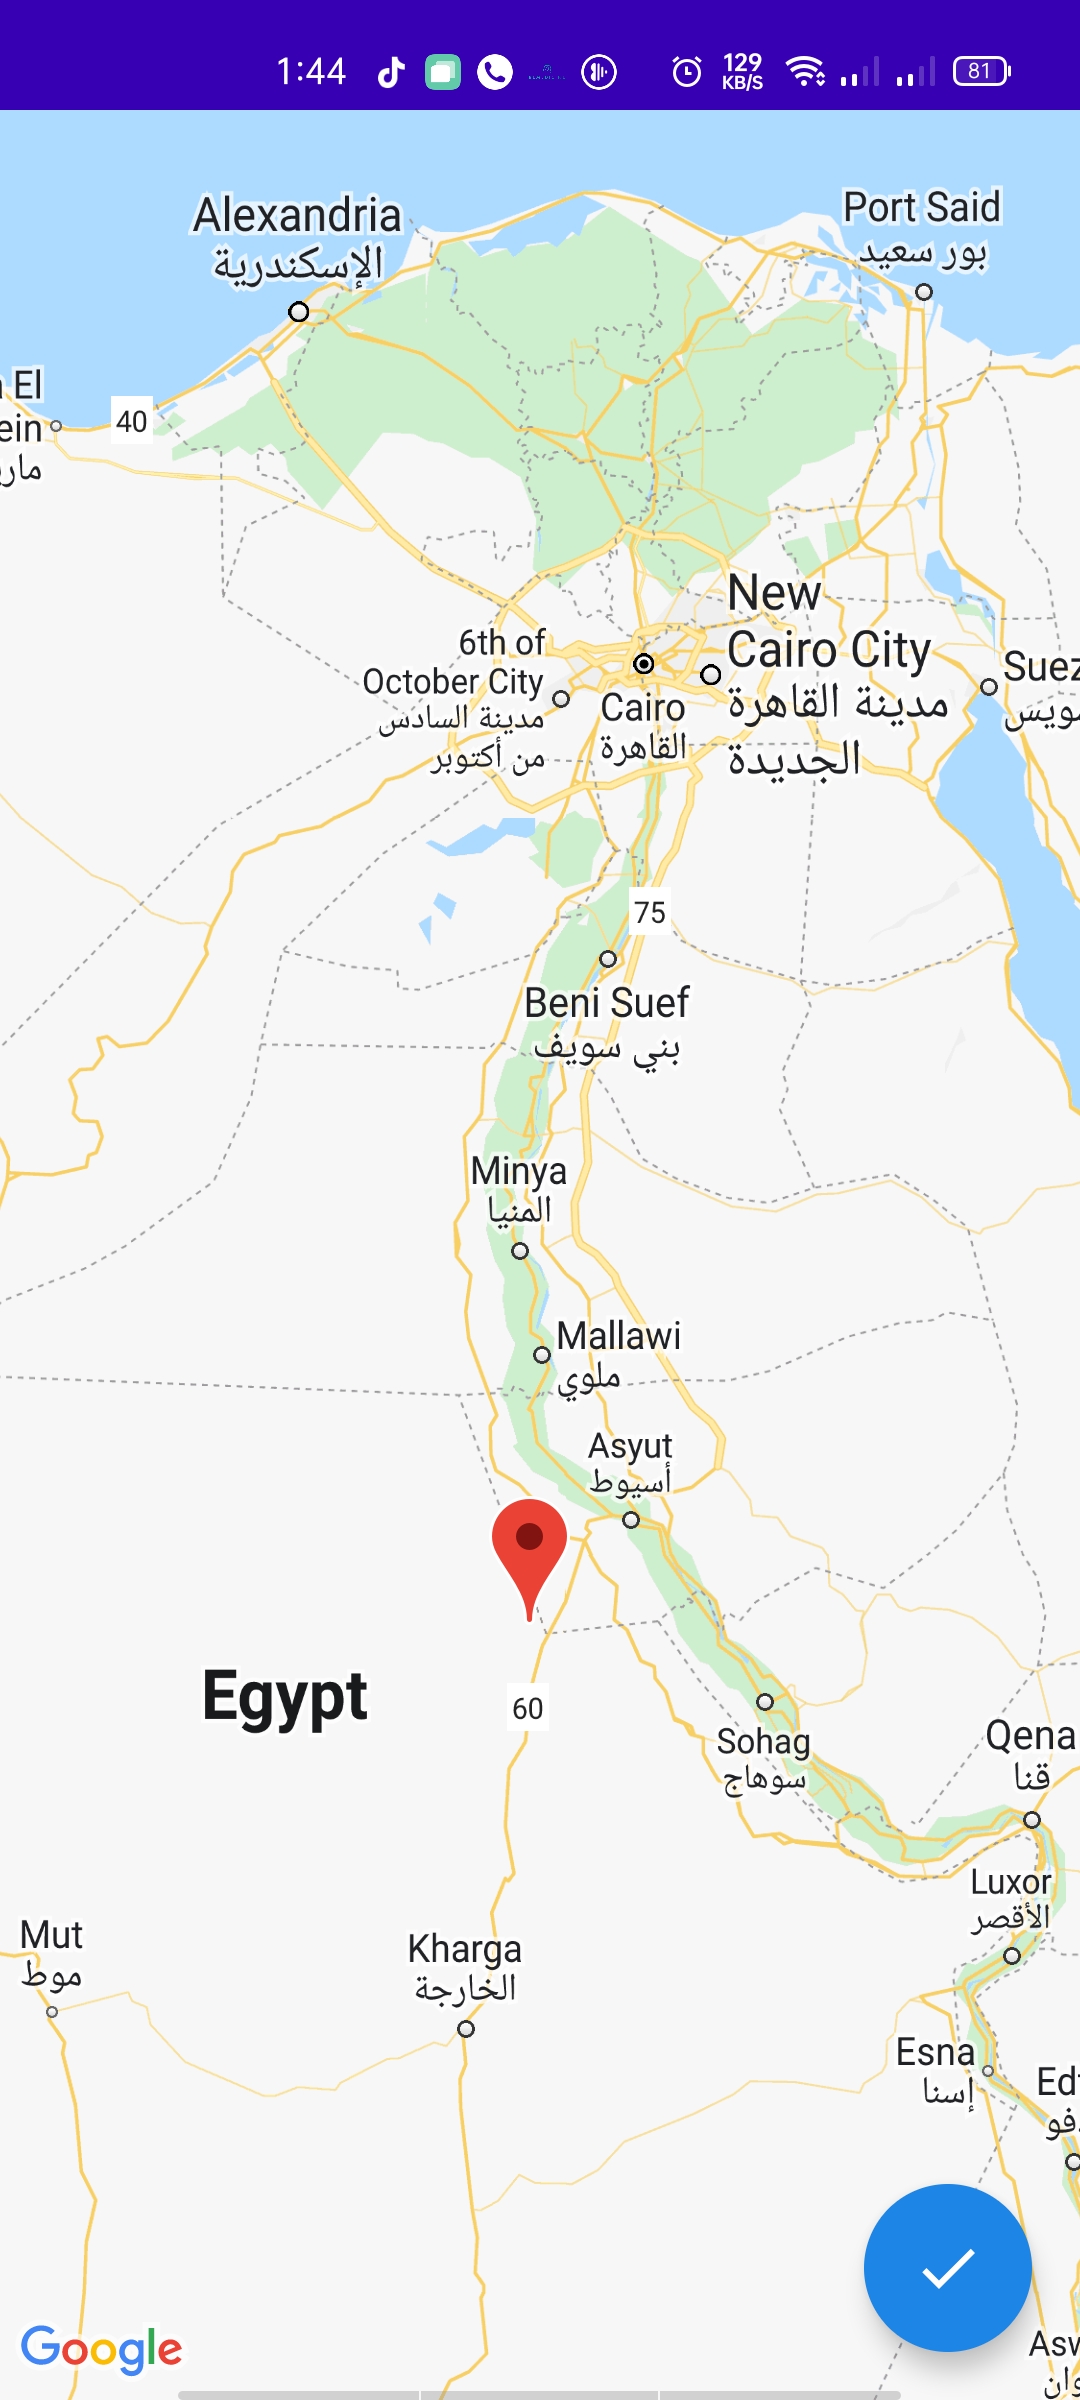 1:44
129
KB/S
81
Alexandria
الإسكندرية
Port Said
بور سعيد
El
40
6th of
October City
مدينة السادس
من أكتوبر
Cairo
القاهرة
New
Cairo City
مدينة القاهرة
الجديدة
Suez
75
Beni Suef
بني سويف
Minya
المنيا
Mallawi
ملوي
Asyut
أسيوط
Egypt
60
Sohag
سوهاج
Qena
قنا
Luxor
الأقصر
Mut
موط
Kharga
الخارجة
Esna
إسنا
Google